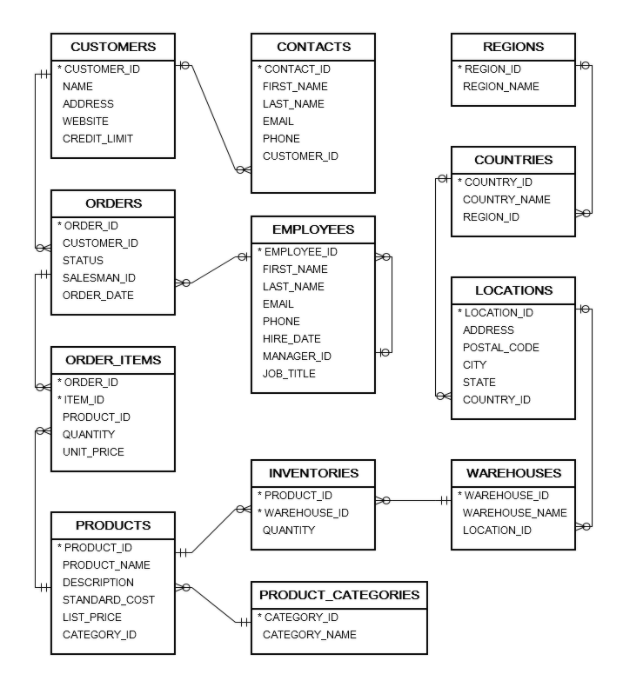 CUSTOMERS
* CUSTOMER_ID
NAME
ADDRESS
WEBSITE
CREDIT_LIMIT
CONTACTS
* CONTACT_ID
FIRST_NAME
LAST_NAME
EMAIL
PHONE
CUSTOMER_ID
REGIONS
* REGION_ID
REGION_NAME
COUNTRIES
* COUNTRY_ID
COUNTRY_NAME
REGION_ID
ORDERS
* ORDER_ID
CUSTOMER_ID
STATUS
SALESMAN_ID
ORDER_DATE
EMPLOYEES
* EMPLOYEE_ID
FIRST_NAME
LAST_NAME
EMAIL
PHONE
HIRE_DATE
MANAGER_ID
JOB_TITLE
LOCATIONS
* LOCATION_ID
ADDRESS
POSTAL_CODE
CITY
STATE
COUNTRY_ID
ORDER_ITEMS
* ORDER_ID
* ITEM_ID
PRODUCT_ID
QUANTITY
UNIT_PRICE
INVENTORIES
* PRODUCT_ID
* WAREHOUSE_ID
QUANTITY
WAREHOUSES
* WAREHOUSE_ID
WAREHOUSE_NAME
LOCATION_ID
PRODUCTS
* PRODUCT_ID
PRODUCT_NAME
DESCRIPTION
STANDARD_COST
LIST_PRICE
CATEGORY_ID
PRODUCT_CATEGORIES
* CATEGORY_ID
CATEGORY_NAME